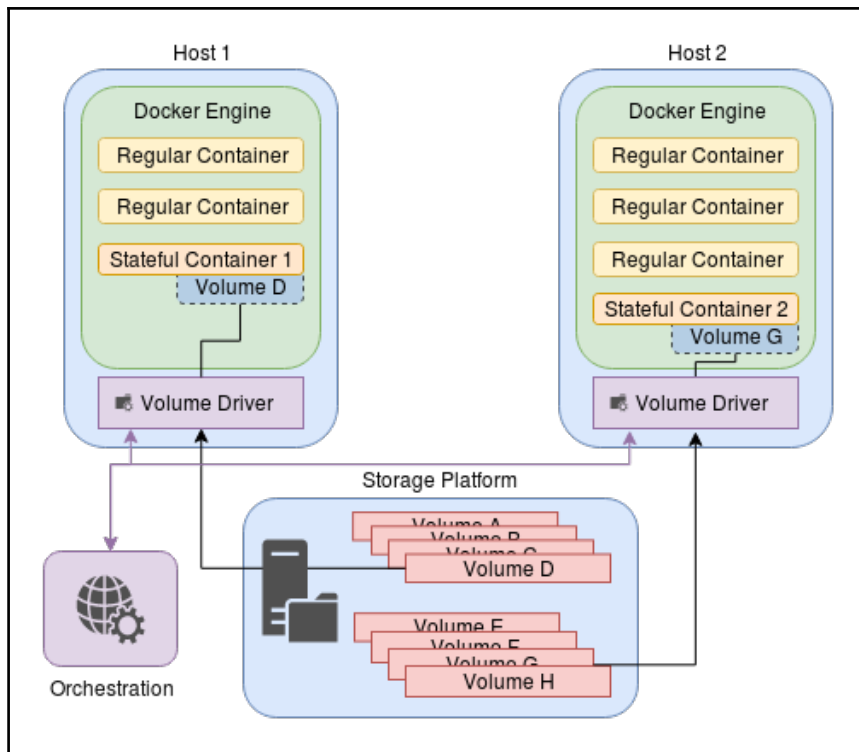 Host 1
Host 2
Docker Engine
Regular Container
Regular Container
Stateful Container 1
Volume D
Volume Driver
Docker Engine
Regular Container
Regular Container
Regular Container
Stateful Container 2
Volume G
Volume Driver
Storage Platform
Volume A
Volume B
Volume C
Volume D
Volume E
Volume F
Volume G
Volume H
Orchestration